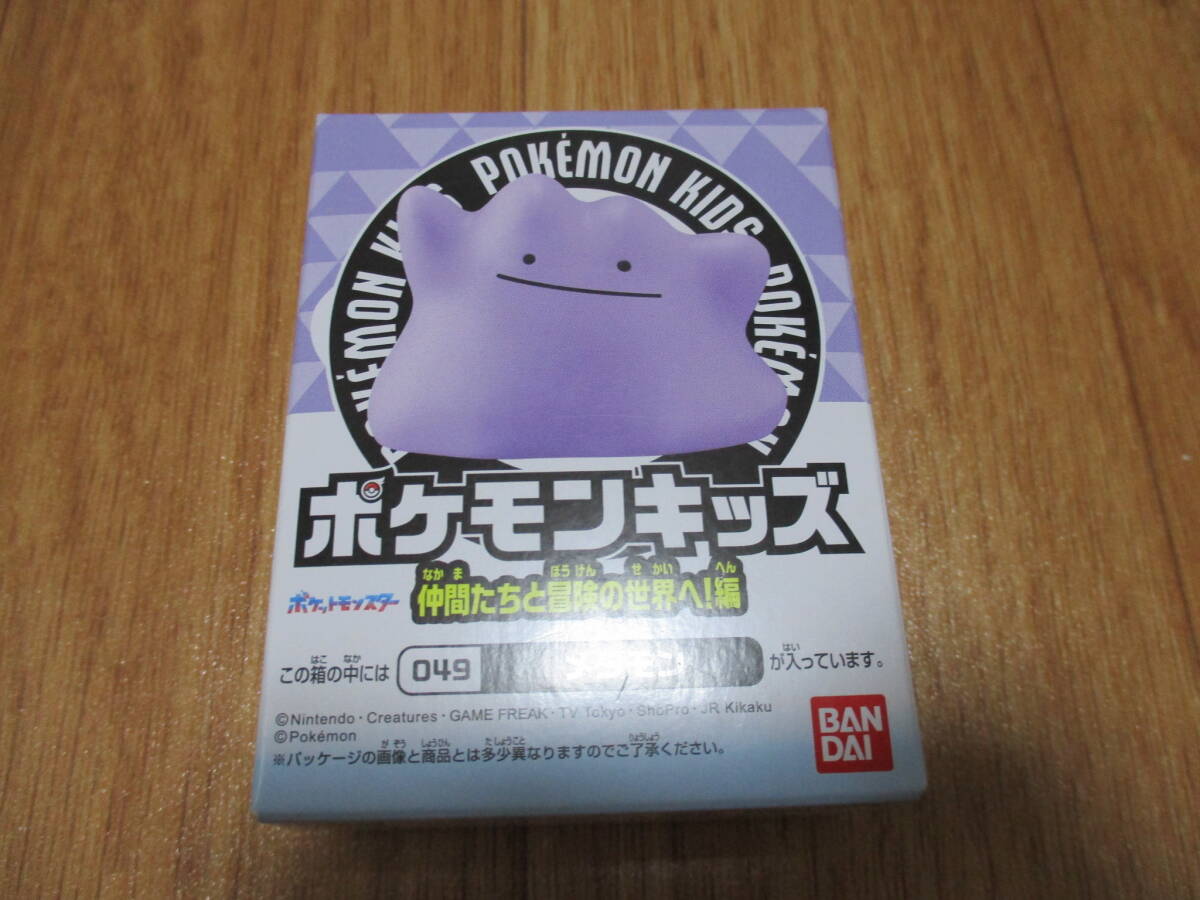 POKÉMON KIDS POKÉMON
ポケモンキッズ
なかま ぼうけん せかい へん
仲間たちと冒険の世界へ!編
ポケットモンスター
はこ なか はい
この箱の中には 049 が入っています。
©Nintendo・Creatures・GAME FREAK・TV Tokyo・ShoPro・JR Kikaku
©Pokémon
がぞう しょうひん たしょうこと りょうしょう
※パッケージの画像と商品とは多少異なりますのでご了承ください。
BAN
DAI